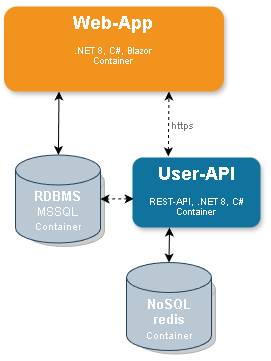 Web-App
.NET 8, C#, Blazor
Container
https
User-API
REST-API, .NET 8, C#
Container
RDBMS
MSSQL
Container
NoSQL
redis
Container